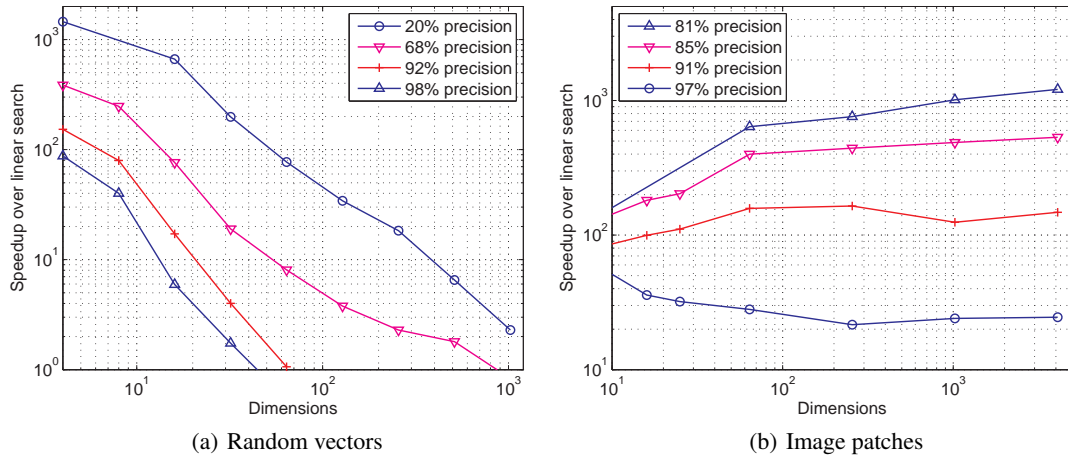 20% precision
68% precision
92% precision
98% precision
10^3
10^2
10^1
10^0
Speedup over linear search
10^1
10^2
10^3
Dimensions
(a) Random vectors
81% precision
85% precision
91% precision
97% precision
10^3
10^2
10^1
Speedup over linear search
10^1
10^2
10^3
Dimensions
(b) Image patches